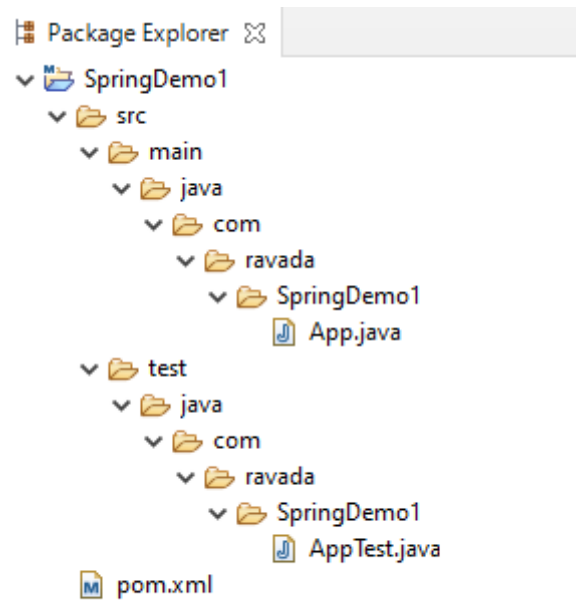 Package Explorer
SpringDemo1
src
main
java
com
ravada
SpringDemo1
App.java
test
java
com
ravada
SpringDemo1
AppTest.java
pom.xml